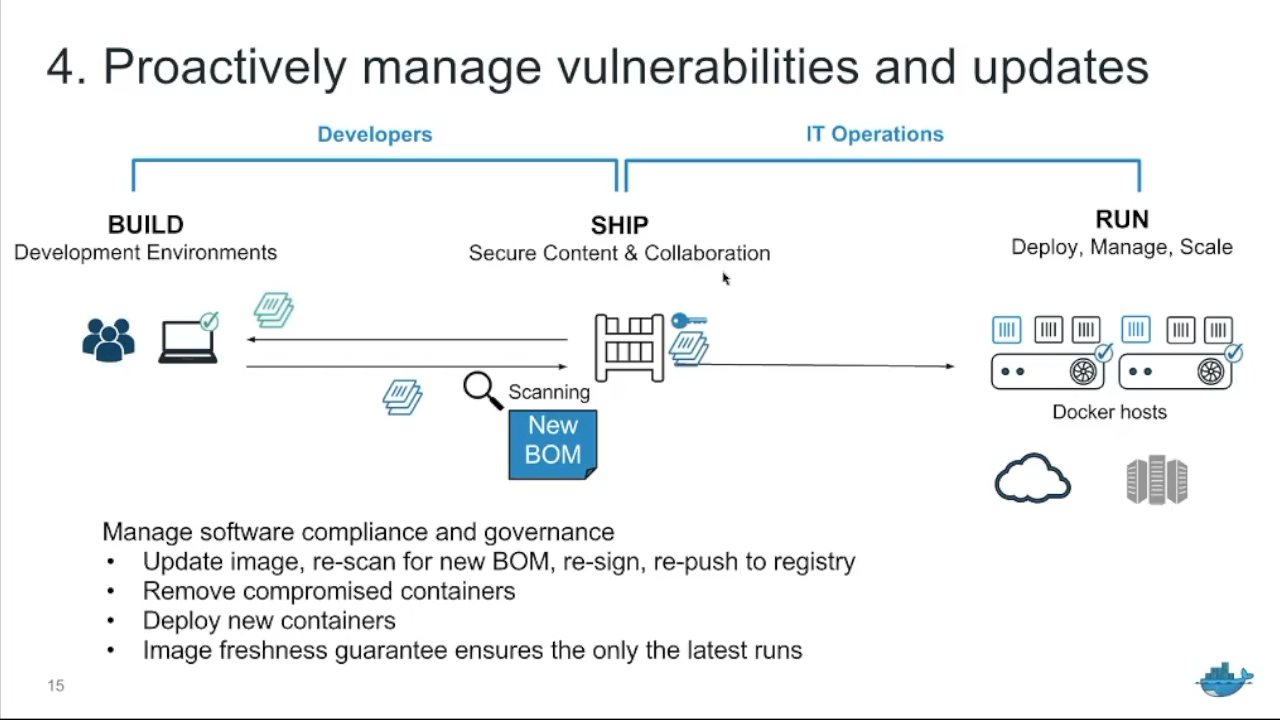 4. Proactively manage vulnerabilities and updates
Developers
IT Operations
BUILD
Development Environments
SHIP
Secure Content & Collaboration
RUN
Deploy, Manage, Scale
Scanning
New
BOM
Docker hosts
Manage software compliance and governance
• Update image, re-scan for new BOM, re-sign, re-push to registry
• Remove compromised containers
• Deploy new containers
• Image freshness guarantee ensures the only the latest runs
15